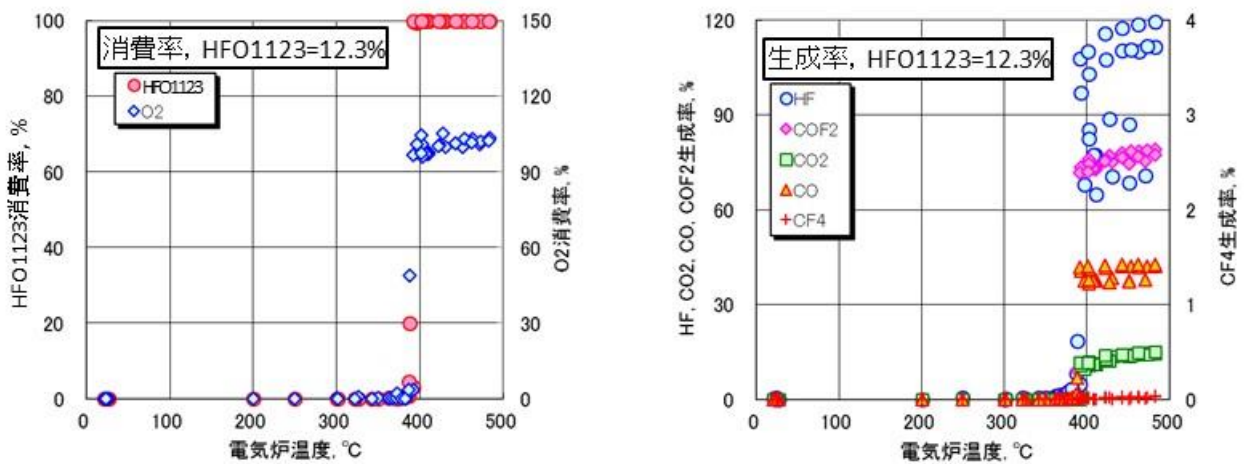 消費率, HFO1123=12.3%
HFO1123
O2
HFO1123消費率, %
100
80
60
40
20
0
O2消費率, %
150
120
90
60
30
0
0 100 200 300 400 500
電気炉温度, ℃
生成率, HFO1123=12.3%
HF
COF2
CO2
CO
CF4
HF, CO2, CO, COF2生成率, %
120
90
60
30
0
CF4生成率, %
4
3
2
1
0
0 100 200 300 400 500
電気炉温度, ℃